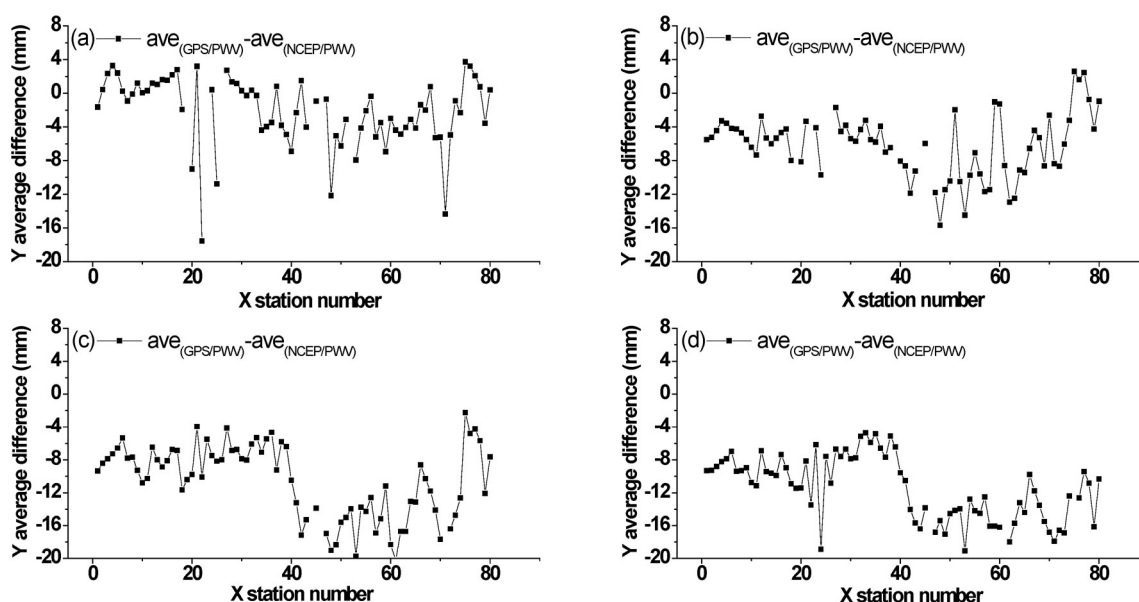 (a) ave(GPS/PWV)-ave(NCEP/PWV)
Y average difference (mm)
8
4
0
-4
-8
-12
-16
-20
0 20 40 60 80
X station number
(b) ave(GPS/PWV)-ave(NCEP/PWV)
Y average difference (mm)
8
4
0
-4
-8
-12
-16
-20
0 20 40 60 80
X station number
(c) ave(GPS/PWV)-ave(NCEP/PWV)
Y average difference (mm)
8
4
0
-4
-8
-12
-16
-20
0 20 40 60 80
X station number
(d) ave(GPS/PWV)-ave(NCEP/PWV)
Y average difference (mm)
8
4
0
-4
-8
-12
-16
-20
0 20 40 60 80
X station number